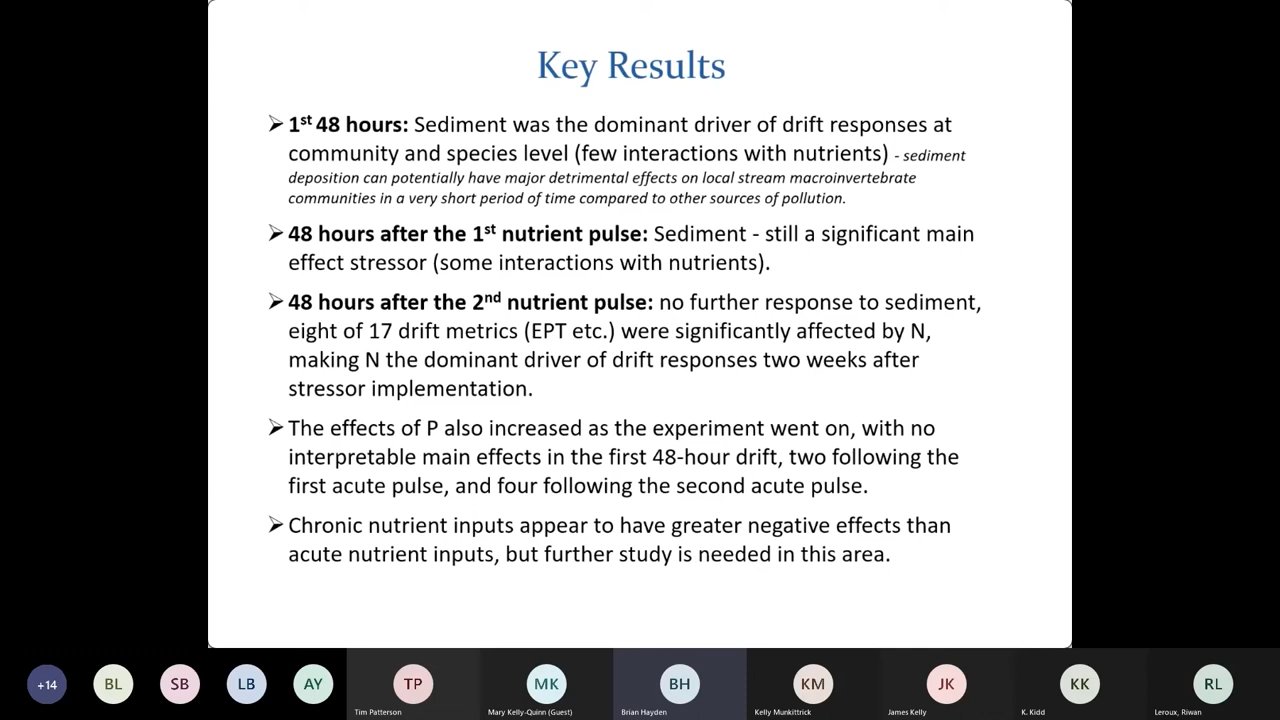 Key Results
➢ 1st 48 hours: Sediment was the dominant driver of drift responses at
community and species level (few interactions with nutrients) - sediment
deposition can potentially have major detrimental effects on local stream macroinvertebrate
communities in a very short period of time compared to other sources of pollution.
➢ 48 hours after the 1st nutrient pulse: Sediment - still a significant main
effect stressor (some interactions with nutrients).
➢ 48 hours after the 2nd nutrient pulse: no further response to sediment,
eight of 17 drift metrics (EPT etc.) were significantly affected by N,
making N the dominant driver of drift responses two weeks after
stressor implementation.
➢ The effects of P also increased as the experiment went on, with no
interpretable main effects in the first 48-hour drift, two following the
first acute pulse, and four following the second acute pulse.
➢ Chronic nutrient inputs appear to have greater negative effects than
acute nutrient inputs, but further study is needed in this area.
+14 BL SB LB AY TP MK BH KM JK KK RL
Tim Patterson Mary Kelly-Quinn (Guest) Brian Hayden Kelly Munkittrick James Kelly K. Kidd Leroux, Riwan